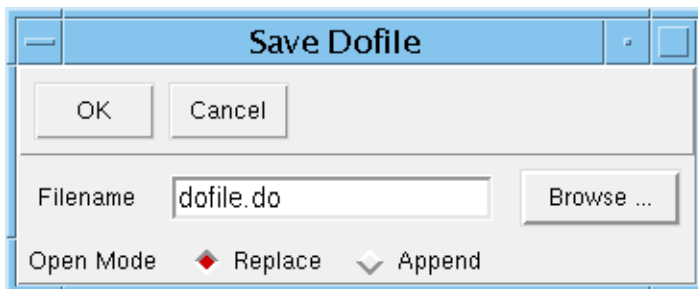 Save Dofile
OK Cancel
Filename dofile.do Browse ...
Open Mode Replace Append